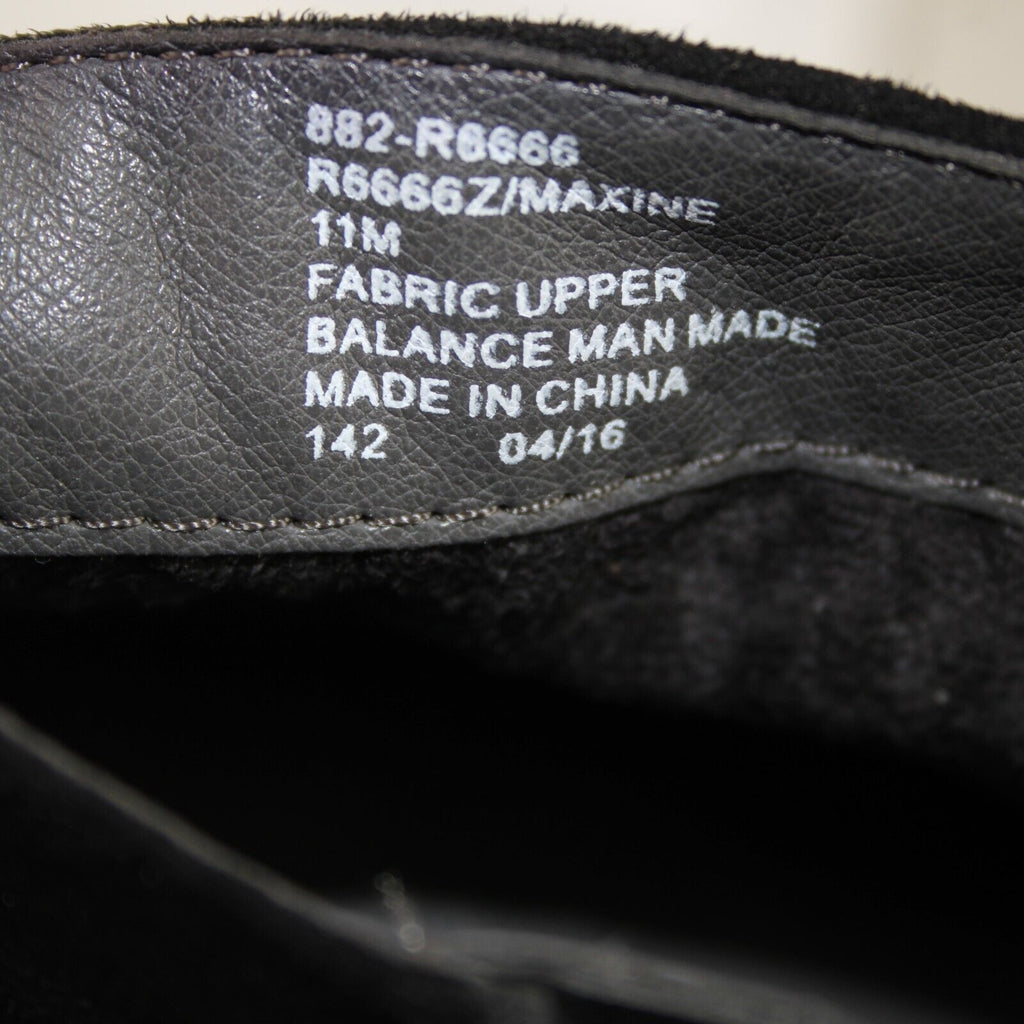 882-R6666
R6666Z/MAXINE
11M
FABRIC UPPER
BALANCE MAN MADE
MADE IN CHINA
142 04/16